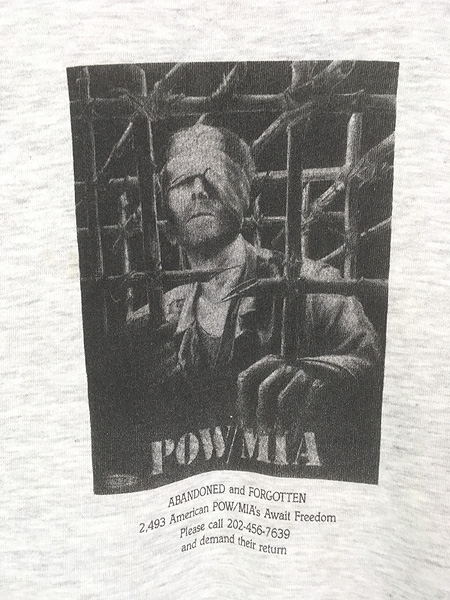 POW/MIA
ABANDONED and FORGOTTEN
2,493 American POW/MIA's Await Freedom
Please call 202-456-7639
and demand their return